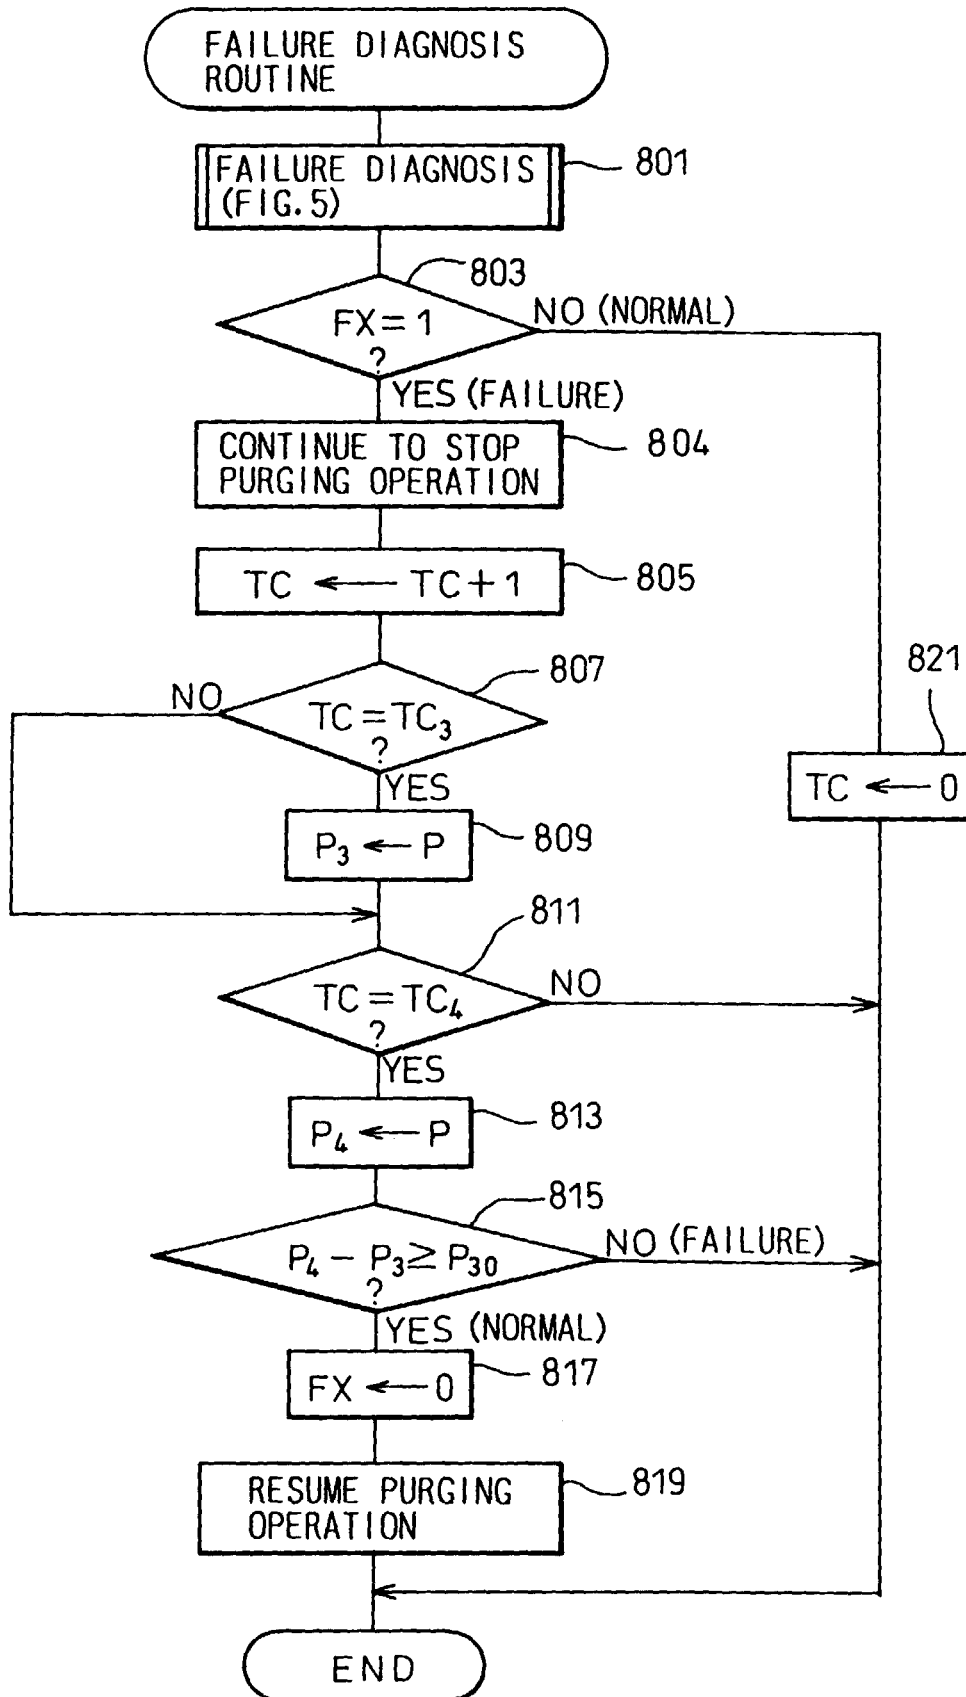 FAILURE DIAGNOSIS
ROUTINE
FAILURE DIAGNOSIS
(FIG.5)
801
803
FX = 1
?
NO (NORMAL)
YES (FAILURE)
CONTINUE TO STOP
PURGING OPERATION
804
TC ← TC + 1
805
807
NO
TC = TC₃
?
YES
821
TC ← 0
P₃ ← P
809
811
TC = TC₄
?
NO
YES
P₄ ← P
813
815
P₄ − P₃ ≥ P₃₀
?
NO (FAILURE)
YES (NORMAL)
FX ← 0
817
RESUME PURGING
OPERATION
819
END